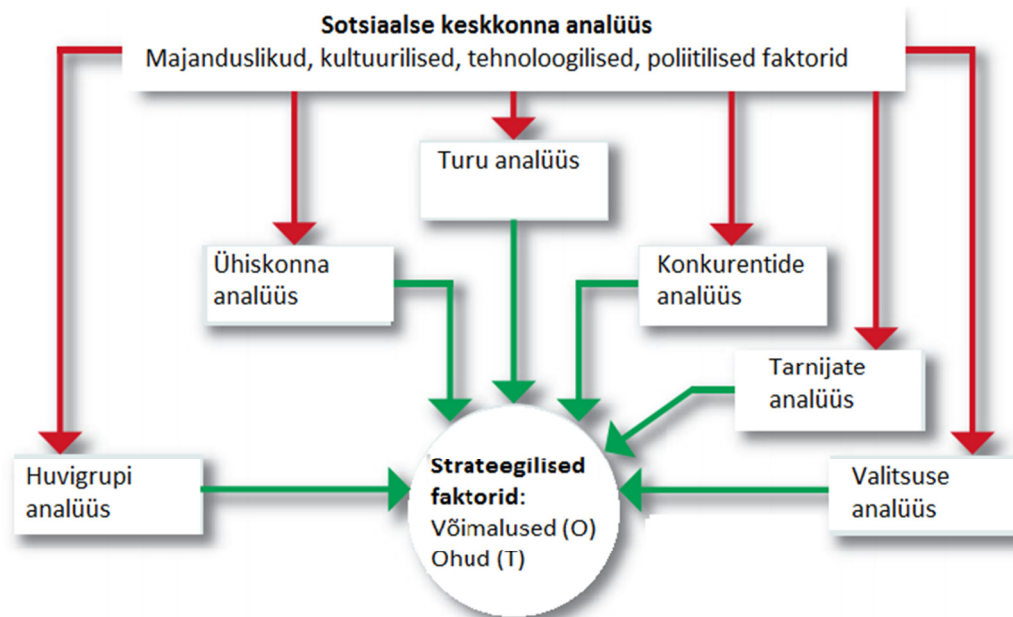 Sotsiaalse keskkonna analüüs
Majanduslikud, kultuurilised, tehnoloogilised, poliitilised faktorid
Turu analüüs
Ühiskonna
analüüs
Konkurentide
analüüs
Tarnijate
analüüs
Huvigrupi
analüüs
Strateegilised
faktorid:
Võimalused (O)
Ohud (T)
Valitsuse
analüüs